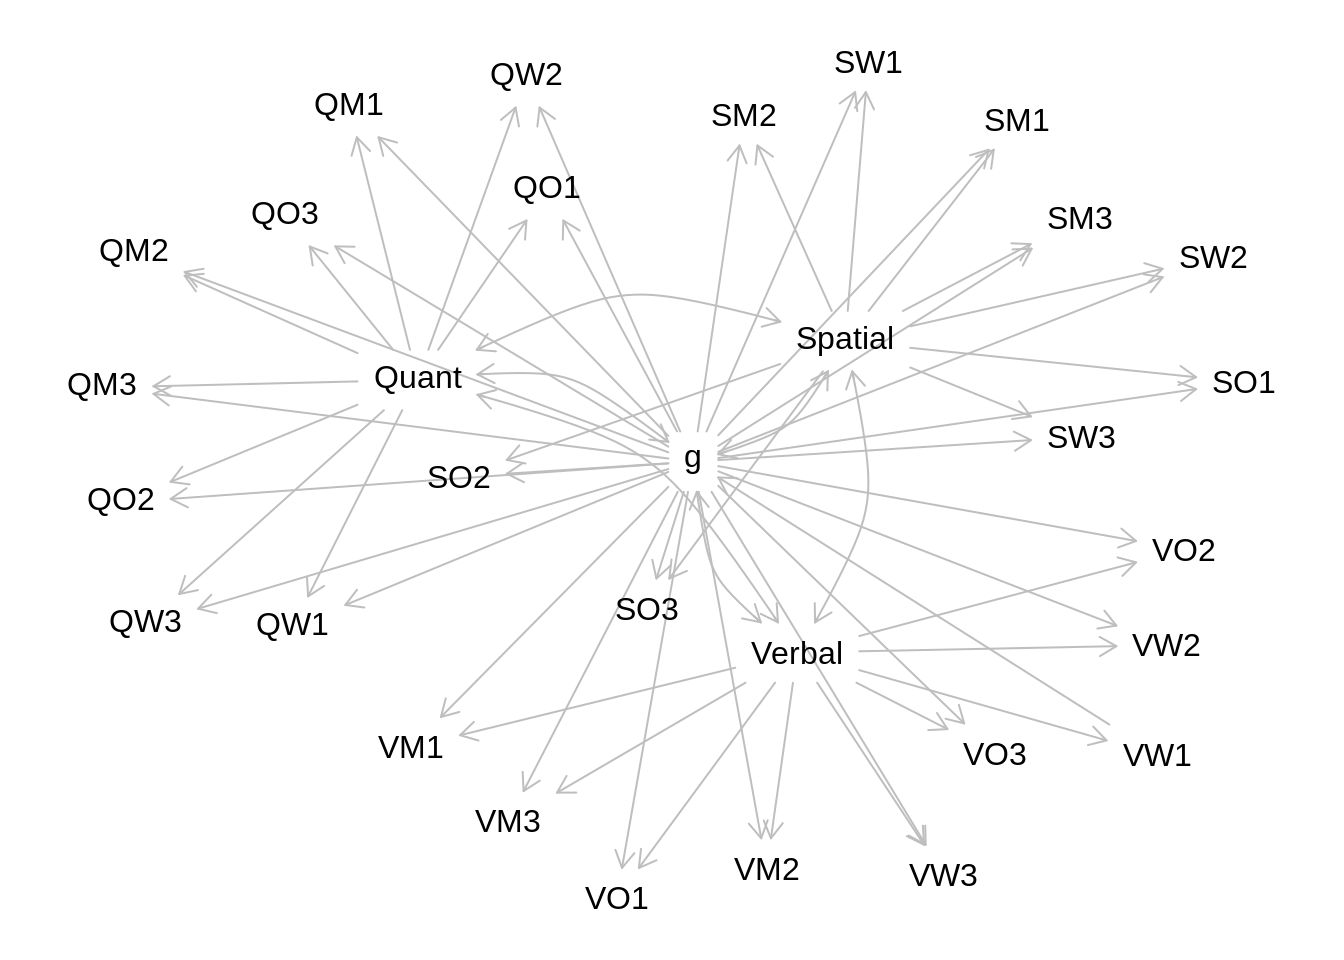 SW1
QW2
QM1
SM2
SM1
QO1
QO3
SM3
QM2
SW2
Spatial
Quant
QM3
SO1
SW3
g
SO2
QO2
VO2
SO3
QW3
QW1
VW2
Verbal
VM1
VO3
VW1
VM3
VM2
VW3
VO1